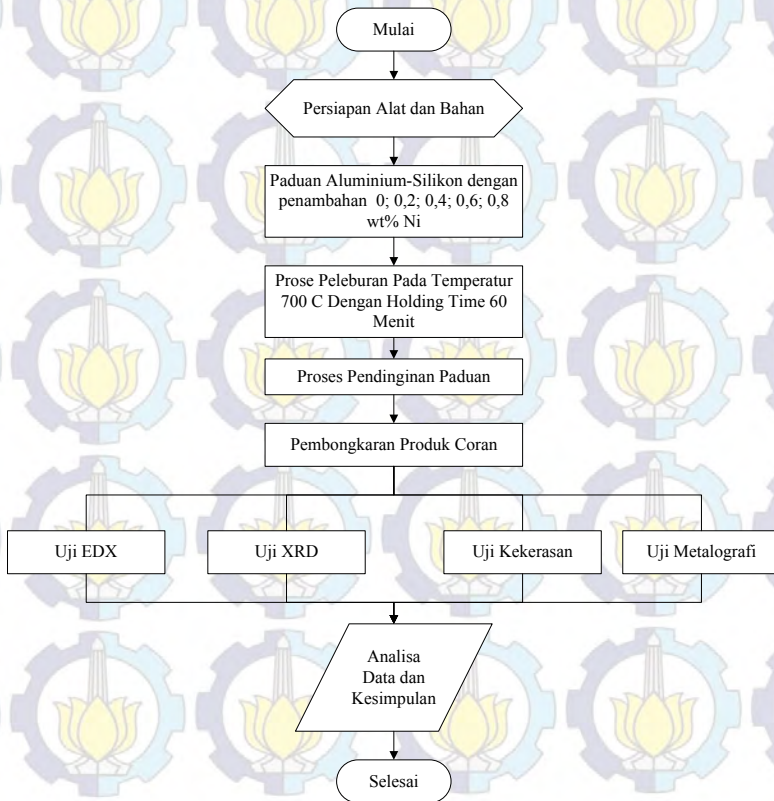 Mulai
Persiapan Alat dan Bahan
Paduan Aluminium-Silikon dengan
penambahan 0; 0,2; 0,4; 0,6; 0,8
wt% Ni
Prose Peleburan Pada Temperatur
700 C Dengan Holding Time 60
Menit
Proses Pendinginan Paduan
Pembongkaran Produk Coran
Uji EDX
Uji XRD
Uji Kekerasan
Uji Metalografi
Analisa
Data dan
Kesimpulan
Selesai